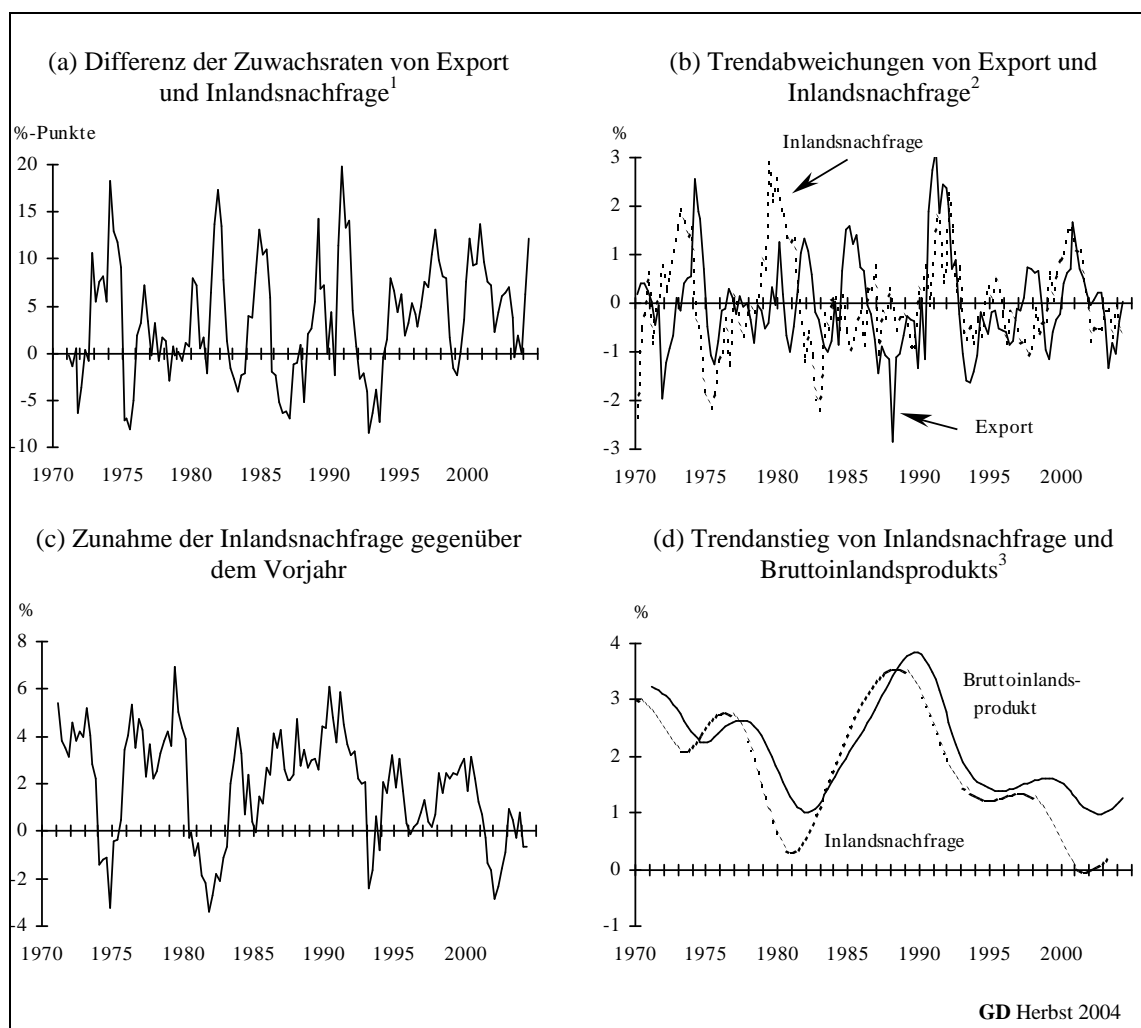 (a) Differenz der Zuwachsraten von Export
und Inlandsnachfrage¹
%-Punkte
20
15
10
5
0
-5
-10
1970 1975 1980 1985 1990 1995 2000
(b) Trendabweichungen von Export und
Inlandsnachfrage²
%
Inlandsnachfrage
3
2
1
0
-1
-2
-3
Export
1970 1975 1980 1985 1990 1995 2000
(c) Zunahme der Inlandsnachfrage gegenüber
dem Vorjahr
%
8
6
4
2
0
-2
-4
1970 1975 1980 1985 1990 1995 2000
(d) Trendanstieg von Inlandsnachfrage und
Bruttoinlandsprodukts³
%
4
3
2
1
0
-1
Bruttoinlands-
produkt
Inlandsnachfrage
1970 1975 1980 1985 1990 1995 2000
GD Herbst 2004